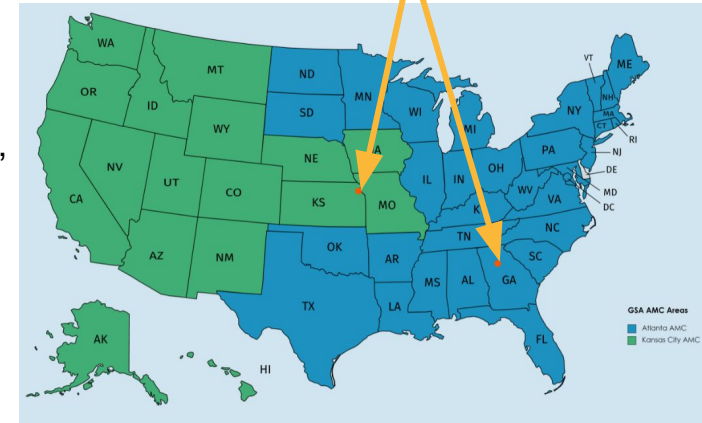 WA
MT
ND
MN
VT
ME
OR
ID
SD
WI
MI
NY
NH
MA
CT
RI
WY
NE
IA
PA
NJ
NV
UT
CO
IL
IN
OH
WV
VA
DE
MD
DC
CA
KS
MO
NC
AZ
NM
OK
AR
TN
SC
MS
AL
GA
TX
LA
FL
AK
HI
GSA AMC Areas
Atlanta AMC
Kansas City AMC